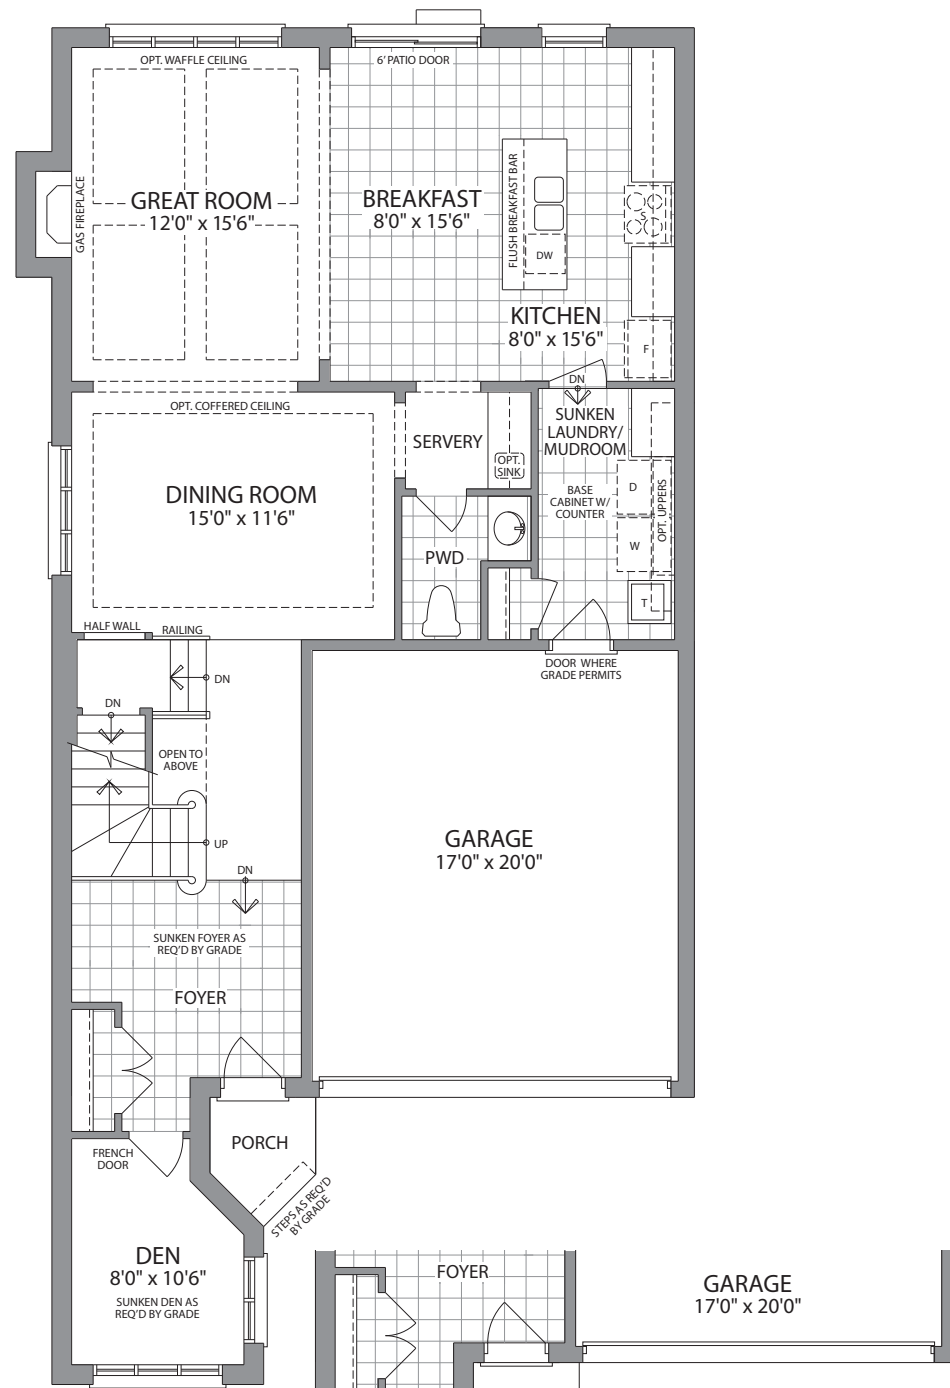 OPT. WAFFLE CEILING
6' PATIO DOOR
GAS FIREPLACE
GREAT ROOM
12'0" x 15'6"
BREAKFAST
8'0" x 15'6"
FLUSH BREAKFAST BAR
DW
S
KITCHEN
8'0" x 15'6"
F
DN
OPT. COFFERED CEILING
SERVERY
OPT.
SINK
SUNKEN
LAUNDRY/
MUDROOM
DINING ROOM
15'0" x 11'6"
BASE
CABINET W/
COUNTER
D
W
OPT. UPPERS
T
PWD
HALF WALL
RAILING
DOOR WHERE
GRADE PERMITS
DN
DN
OPEN TO
ABOVE
UP
GARAGE
17'0" x 20'0"
DN
SUNKEN FOYER AS
REQ'D BY GRADE
FOYER
PORCH
FRENCH
DOOR
STEPS AS REQ'D
BY GRADE
DEN
8'0" x 10'6"
SUNKEN DEN AS
REQ'D BY GRADE
FOYER
GARAGE
17'0" x 20'0"